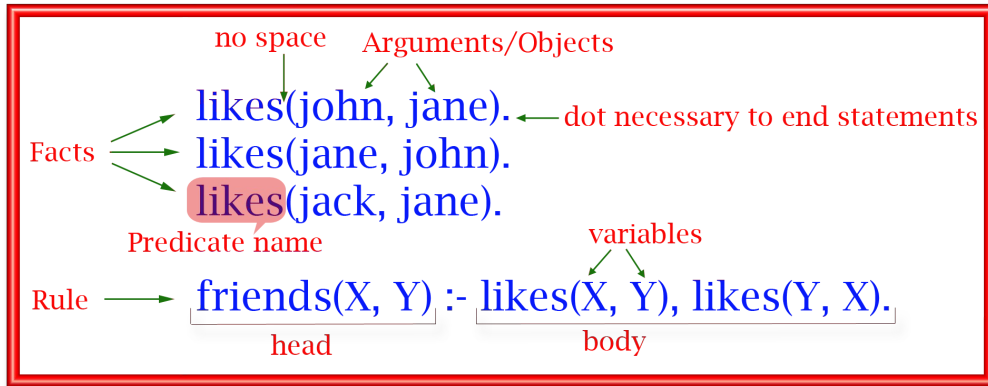 no space
Arguments/Objects
likes(john, jane).
dot necessary to end statements
Facts
likes(jane, john).
likes(jack, jane).
Predicate name
variables
Rule
friends(X, Y) :- likes(X, Y), likes(Y, X).
head
body